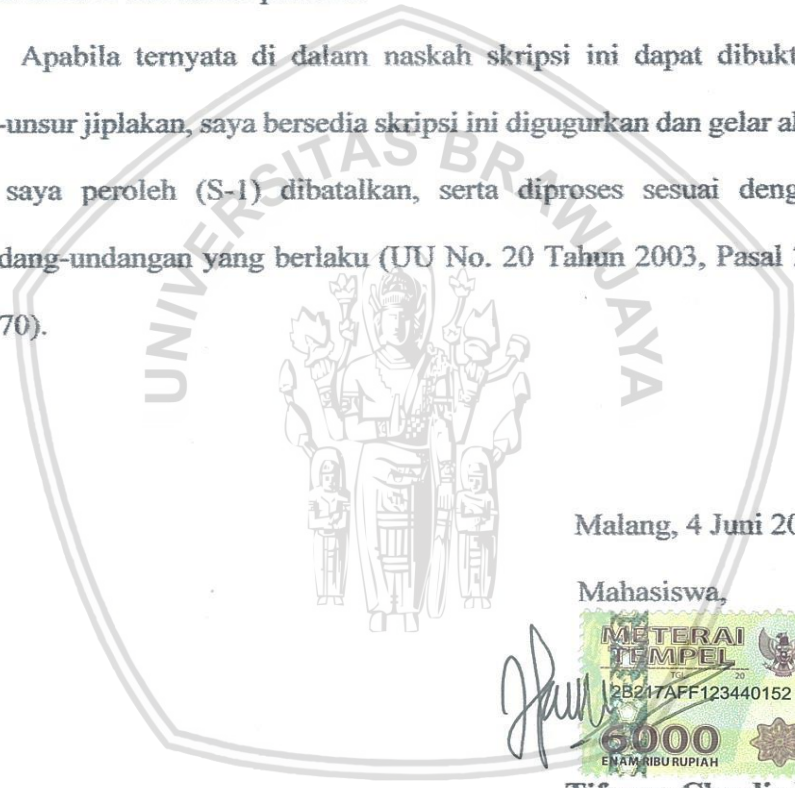 Apabila ternyata di dalam naskah skripsi ini dapat dibukt
-unsur jiplakan, saya bersedia skripsi ini digugurkan dan gelar a
saya peroleh (S-1) dibatalkan, serta diproses sesuai deng
dang-undangan yang berlaku (UU No. 20 Tahun 2003, Pasal
70).
UNIVERSITAS BRAWIJAYA
Malang, 4 Juni 20
Mahasiswa,
METERAI
TEMPEL
TGL. 20
2B217AFF123440152
6000
ENAM RIBU RUPIAH